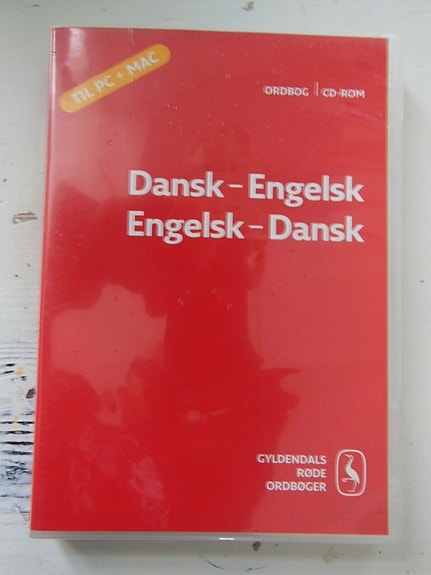 TIL PC + MAC
ORDBOG | CD-ROM
Dansk – Engelsk
Engelsk – Dansk
GYLDENDALS
RØDE
ORDBØGER